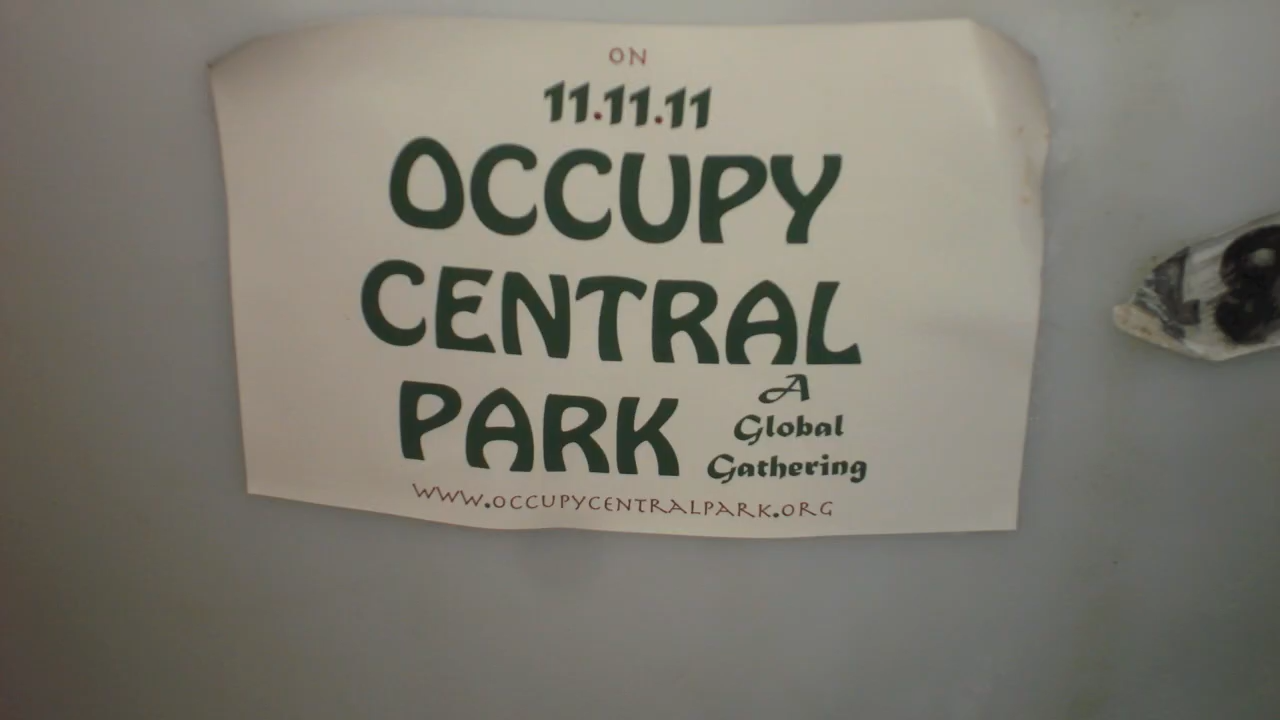 ON
11.11.11
OCCUPY
CENTRAL
PARK
A
Global
Gathering
WWW.OCCUPYCENTRALPARK.ORG